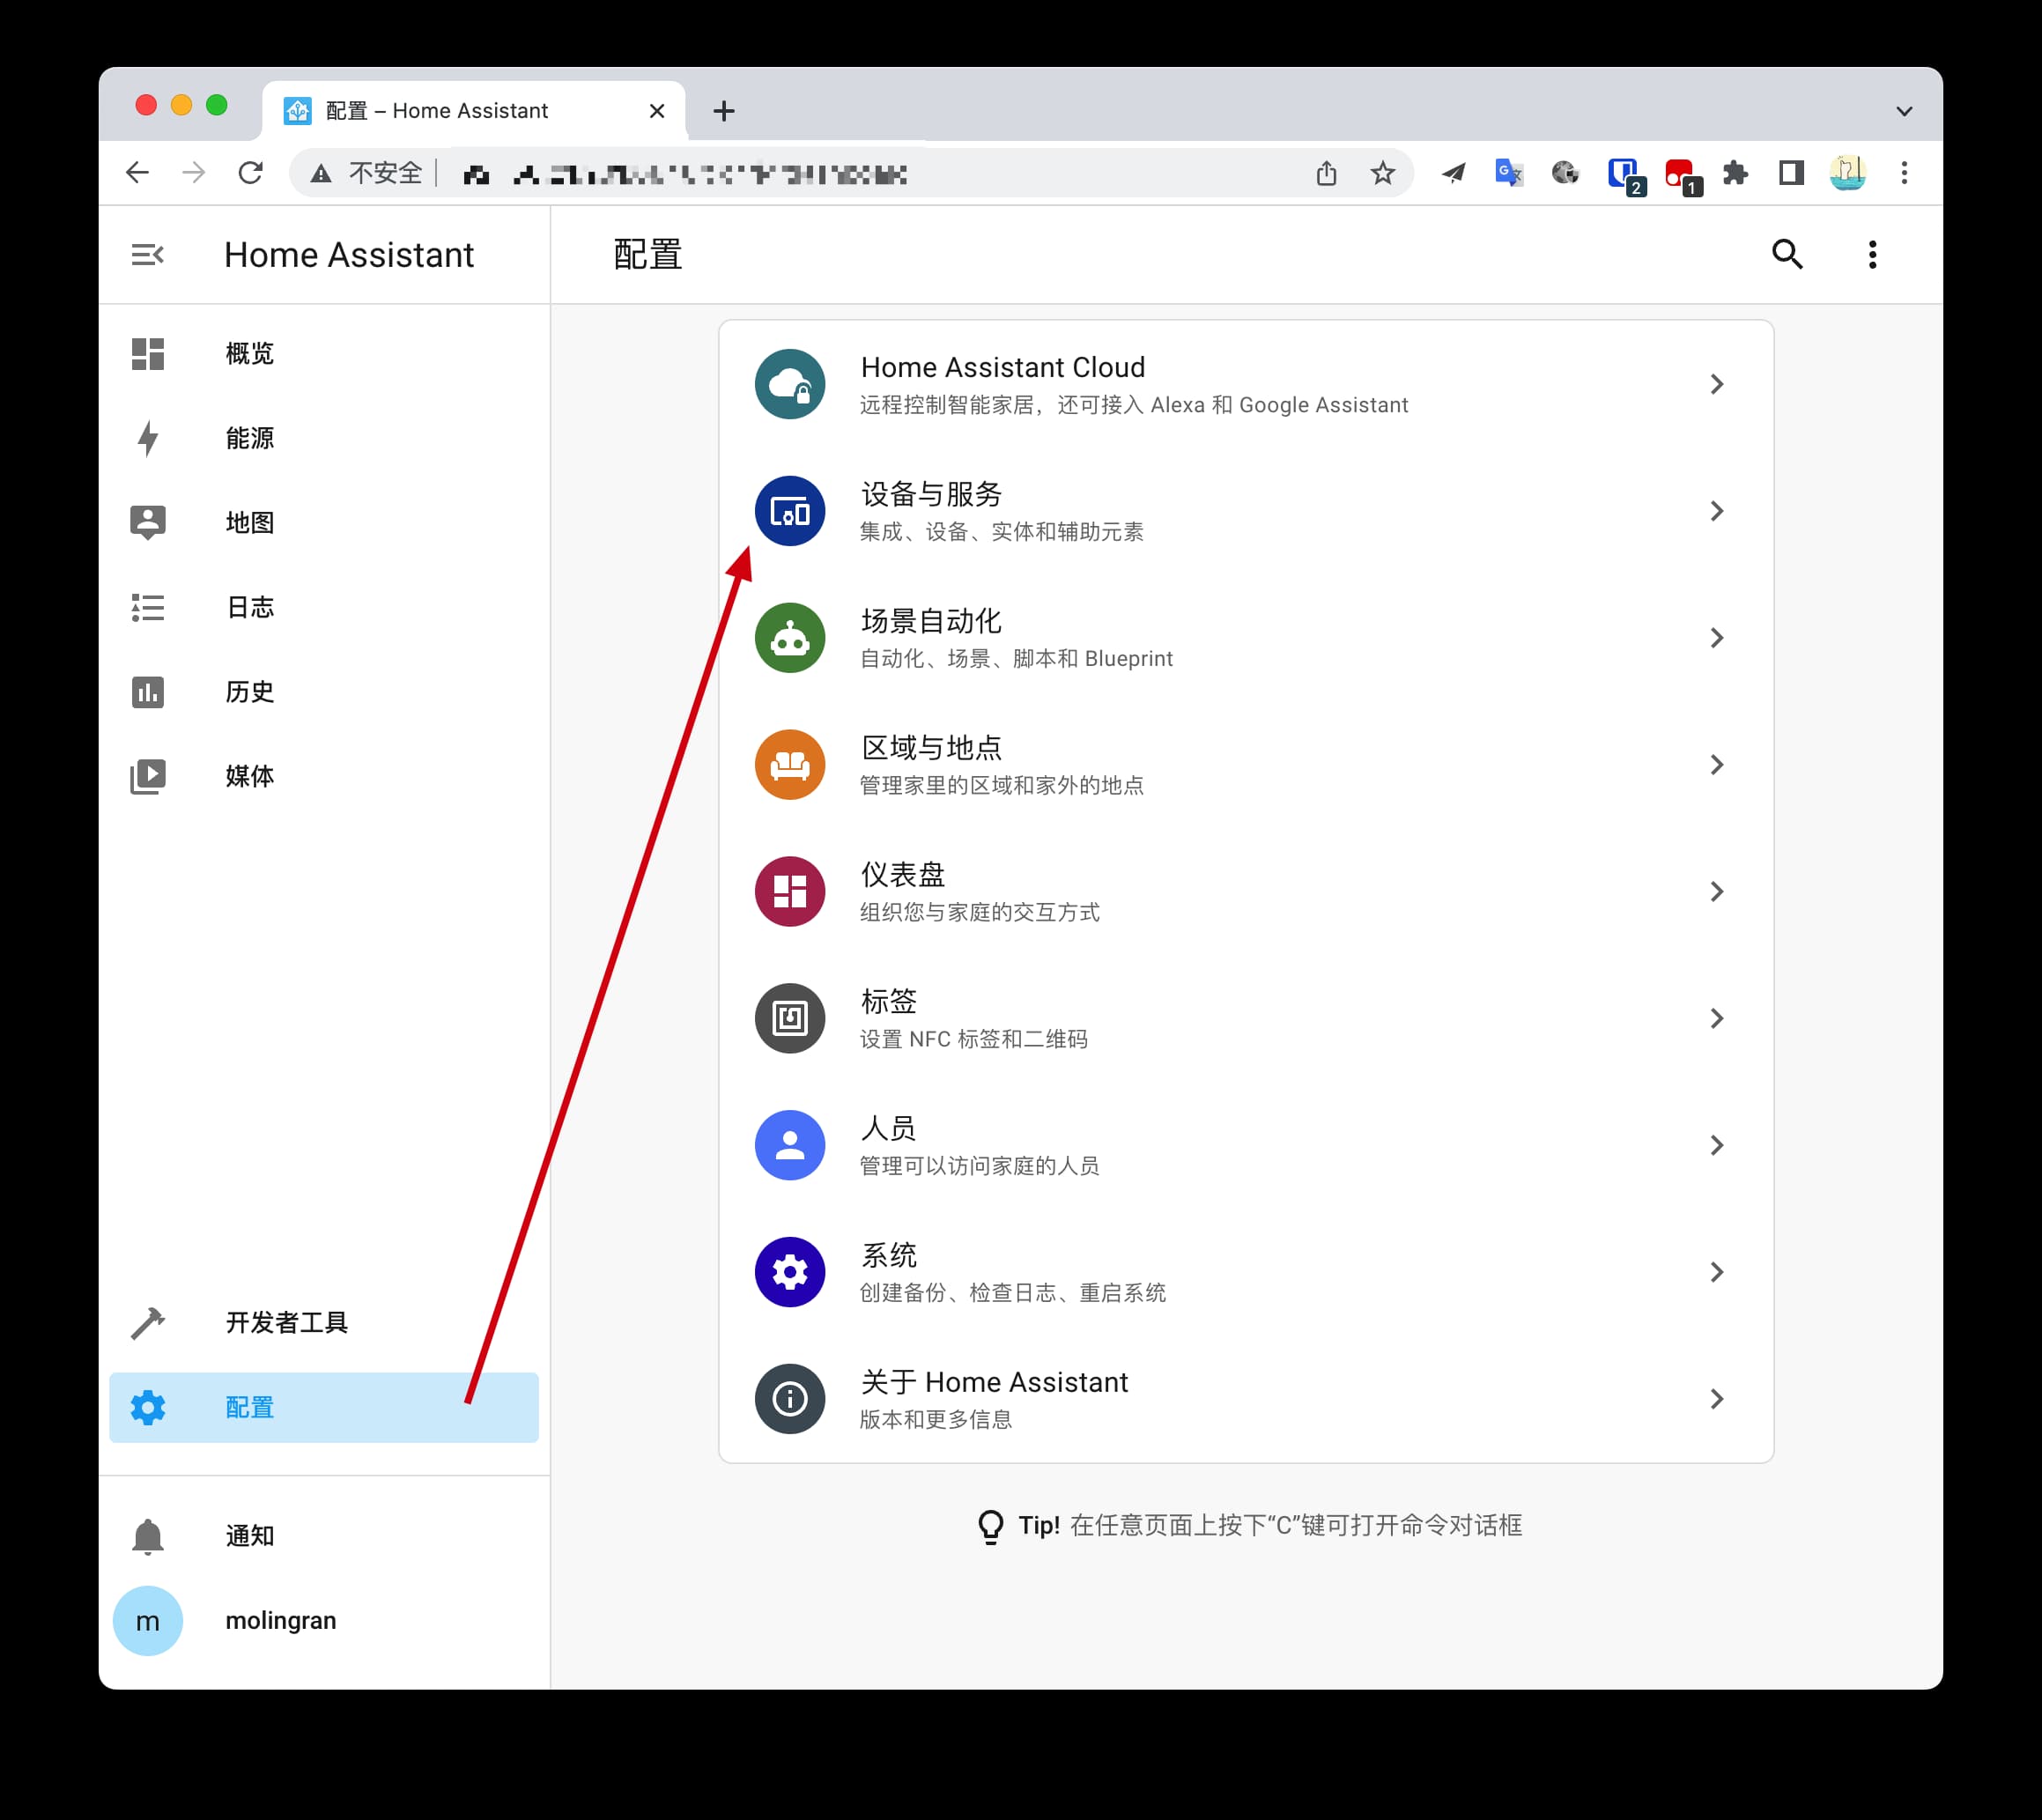 配置 – Home Assistant
不安全
2
1
Home Assistant
配置
概览
能源
地图
日志
历史
媒体
开发者工具
配置
通知
m
molingran
Home Assistant Cloud
远程控制智能家居，还可接入 Alexa 和 Google Assistant
设备与服务
集成、设备、实体和辅助元素
场景自动化
自动化、场景、脚本和 Blueprint
区域与地点
管理家里的区域和家外的地点
仪表盘
组织您与家庭的交互方式
标签
设置 NFC 标签和二维码
人员
管理可以访问家庭的人员
系统
创建备份、检查日志、重启系统
关于 Home Assistant
版本和更多信息
Tip! 在任意页面上按下“C”键可打开命令对话框